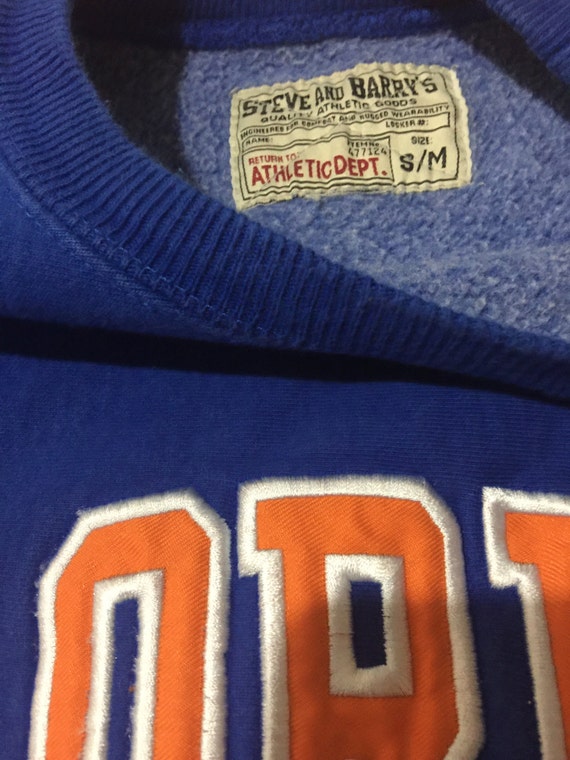 STEVE AND BARRY'S
QUALITY ATHLETIC GOODS
ENGINEERED FOR COMFORT AND RUGGED WEARABILITY
NAME: LOCKER #:
RETURN TO: ITEM No. SIZE:
ATHLETIC DEPT. 477124 S/M